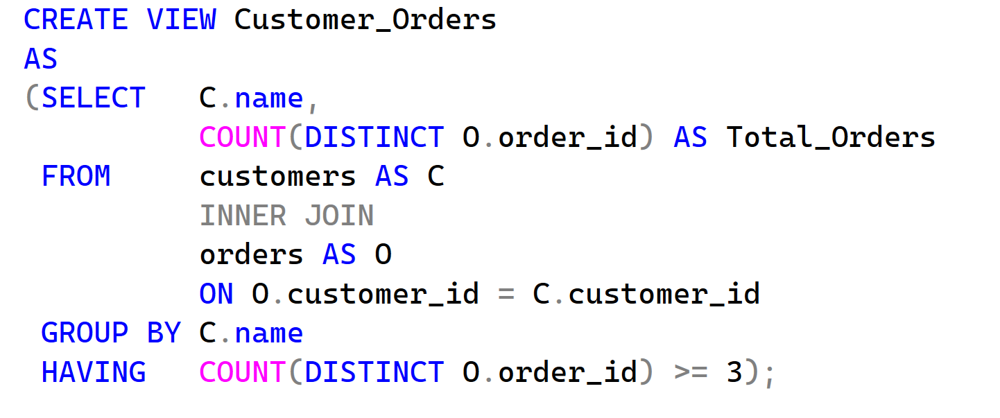 CREATE VIEW Customer_Orders
AS
(SELECT   C.name,
          COUNT(DISTINCT O.order_id) AS Total_Orders
 FROM     customers AS C
          INNER JOIN
          orders AS O
          ON O.customer_id = C.customer_id
 GROUP BY C.name
 HAVING   COUNT(DISTINCT O.order_id) >= 3);